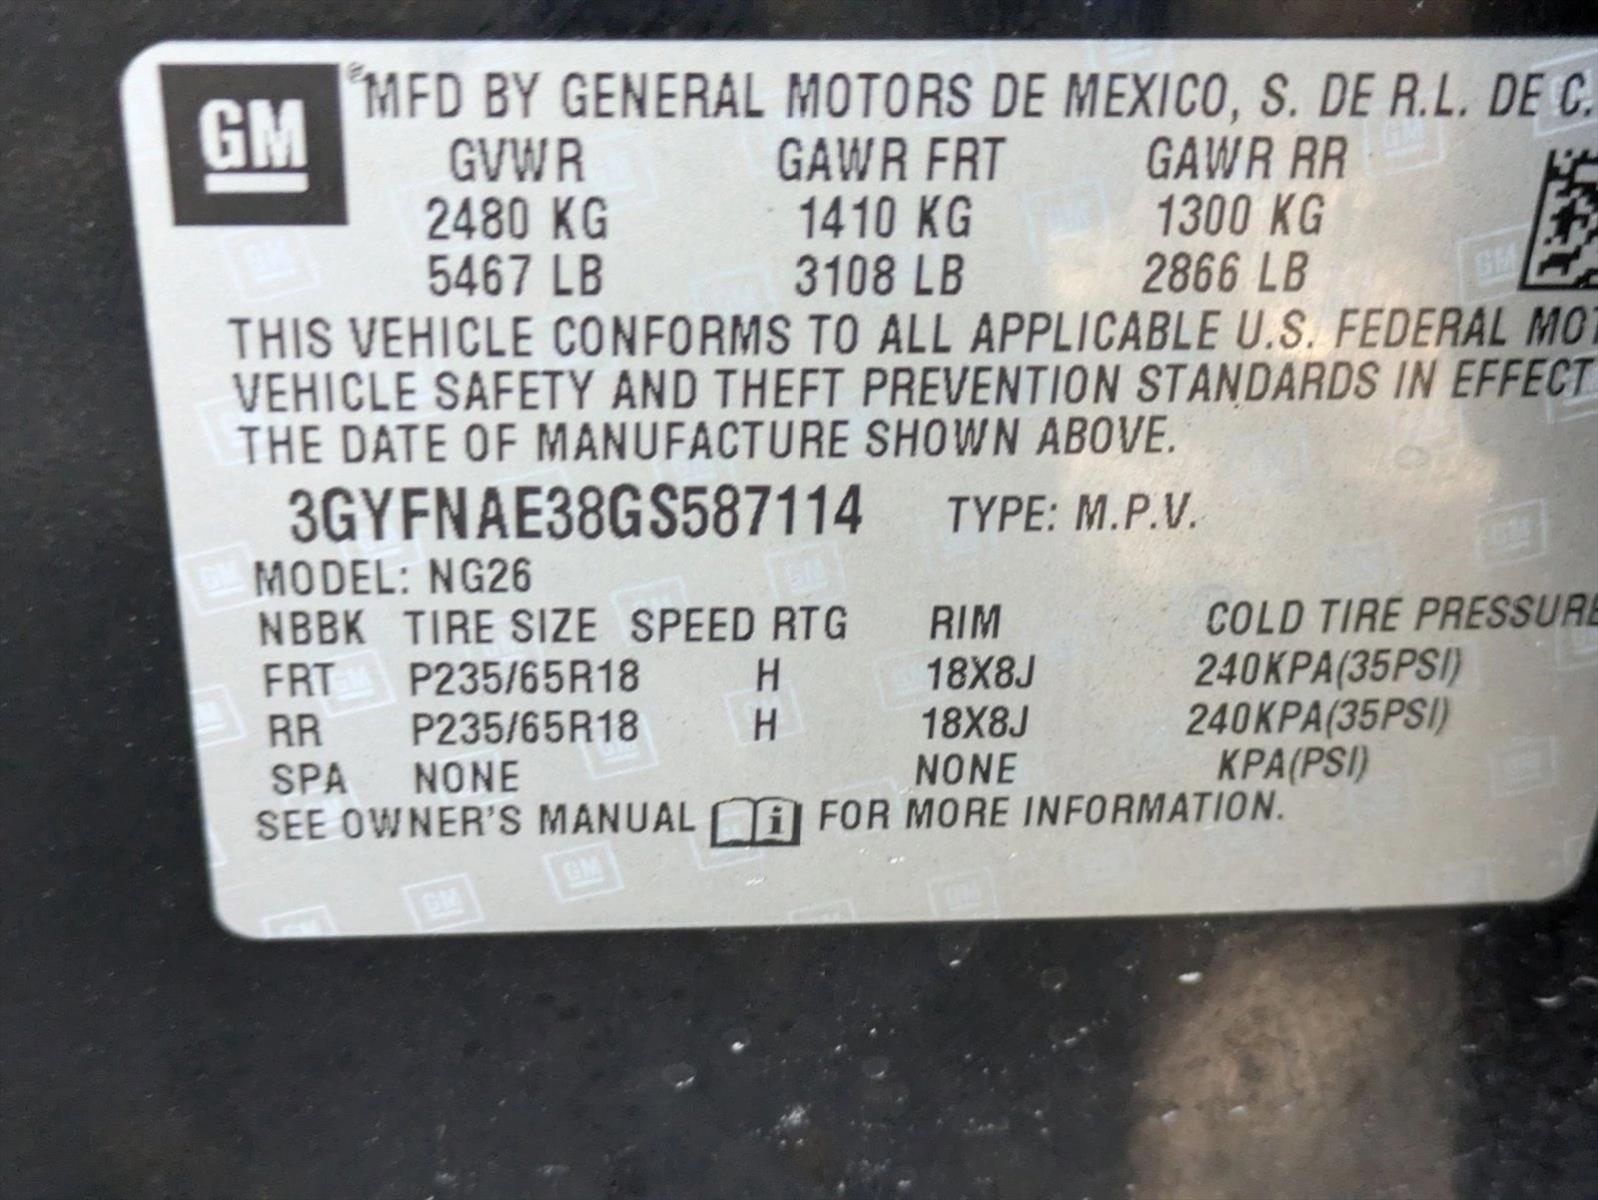 GM
® MFD BY GENERAL MOTORS DE MEXICO, S. DE R.L. DE C.
GVWR GAWR FRT GAWR RR
2480 KG 1410 KG 1300 KG
5467 LB 3108 LB 2866 LB
THIS VEHICLE CONFORMS TO ALL APPLICABLE U.S. FEDERAL MOT
VEHICLE SAFETY AND THEFT PREVENTION STANDARDS IN EFFECT
THE DATE OF MANUFACTURE SHOWN ABOVE.
3GYFNAE38GS587114 TYPE: M.P.V.
MODEL: NG26
NBBK TIRE SIZE SPEED RTG RIM COLD TIRE PRESSURE
FRT P235/65R18 H 18X8J 240KPA(35PSI)
RR P235/65R18 H 18X8J 240KPA(35PSI)
SPA NONE NONE KPA(PSI)
SEE OWNER'S MANUAL i FOR MORE INFORMATION.